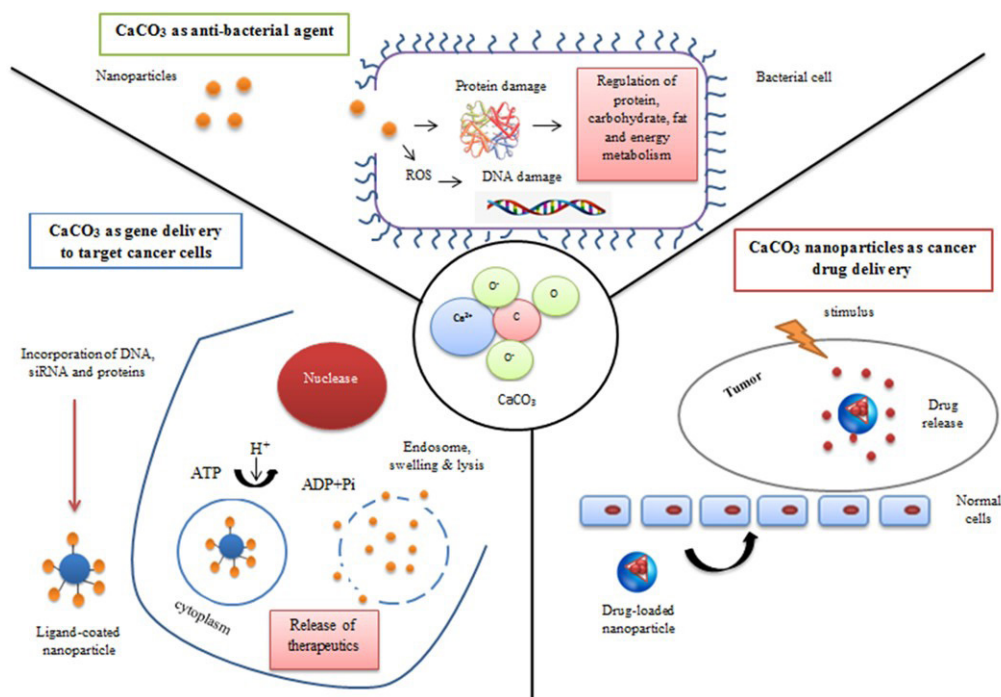 CaCO₃ as anti-bacterial agent
Nanoparticles
Protein damage
ROS
DNA damage
Regulation of
protein,
carbohydrate, fat
and energy
metabolism
Bacterial cell
CaCO₃ as gene delivery
to target cancer cells
Incorporation of DNA,
siRNA and proteins
Ligand-coated
nanoparticle
Nuclease
H⁺
ATP
ADP+Pi
Endosome,
swelling & lysis
cytoplasm
Release of
therapeutics
O⁻
O
Ca²⁺
C
O⁻
CaCO₃
CaCO₃ nanoparticles as cancer
drug delivery
stimulus
Tumor
Drug
release
Normal
cells
Drug-loaded
nanoparticle